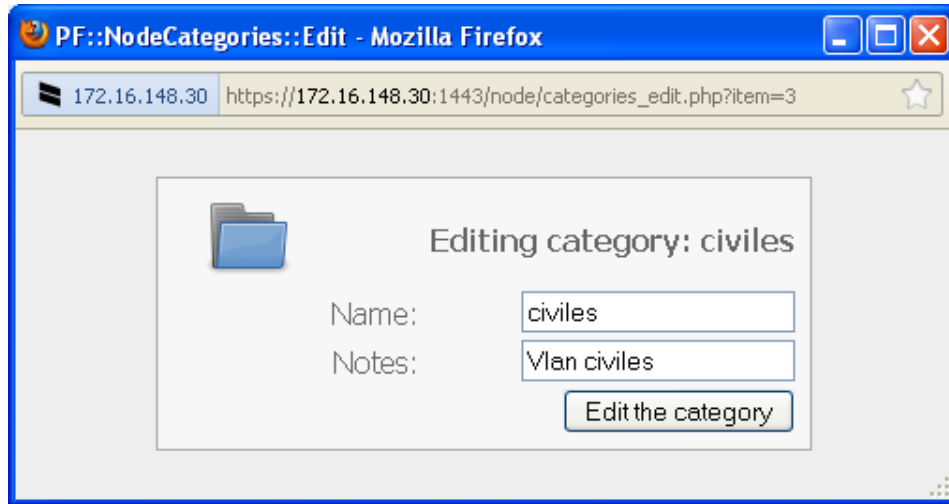 PF::NodeCategories::Edit - Mozilla Firefox
172.16.148.30 https://172.16.148.30:1443/node/categories_edit.php?item=3
Editing category: civiles
Name: civiles
Notes: Vlan civiles
Edit the category